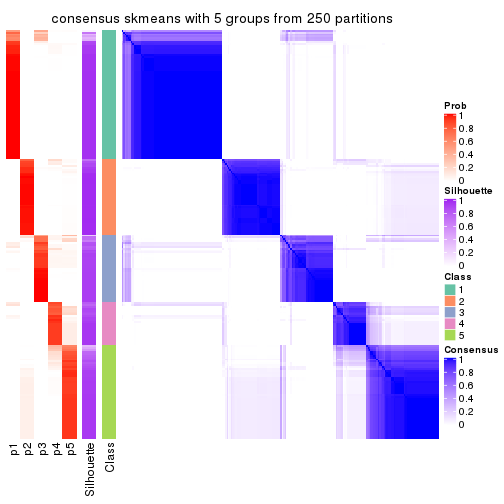 consensus skmeans with 5 groups from 250 partitions
Prob
1
0.8
0.6
0.4
0.2
0
Silhouette
1
0.8
0.6
0.4
0.2
0
Class
1
2
3
4
5
Consensus
1
0.8
0.6
0.4
0.2
0
p1
p2
p3
p4
p5
Silhouette
Class